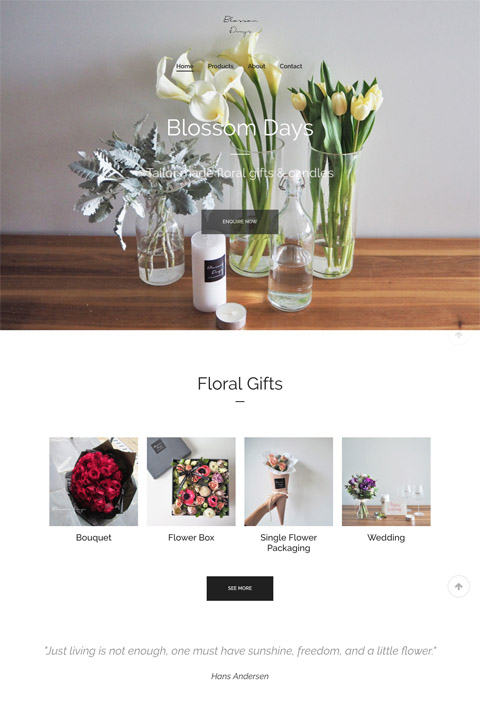 Blossom
Days
Home Products About Contact
Blossom Days
Tailor-made floral gifts & candles
ENQUIRE NOW
Blossom
Days
Floral Gifts
Bouquet Flower Box Single Flower
Packaging Wedding
SEE MORE
"Just living is not enough, one must have sunshine, freedom, and a little flower."
Hans Andersen